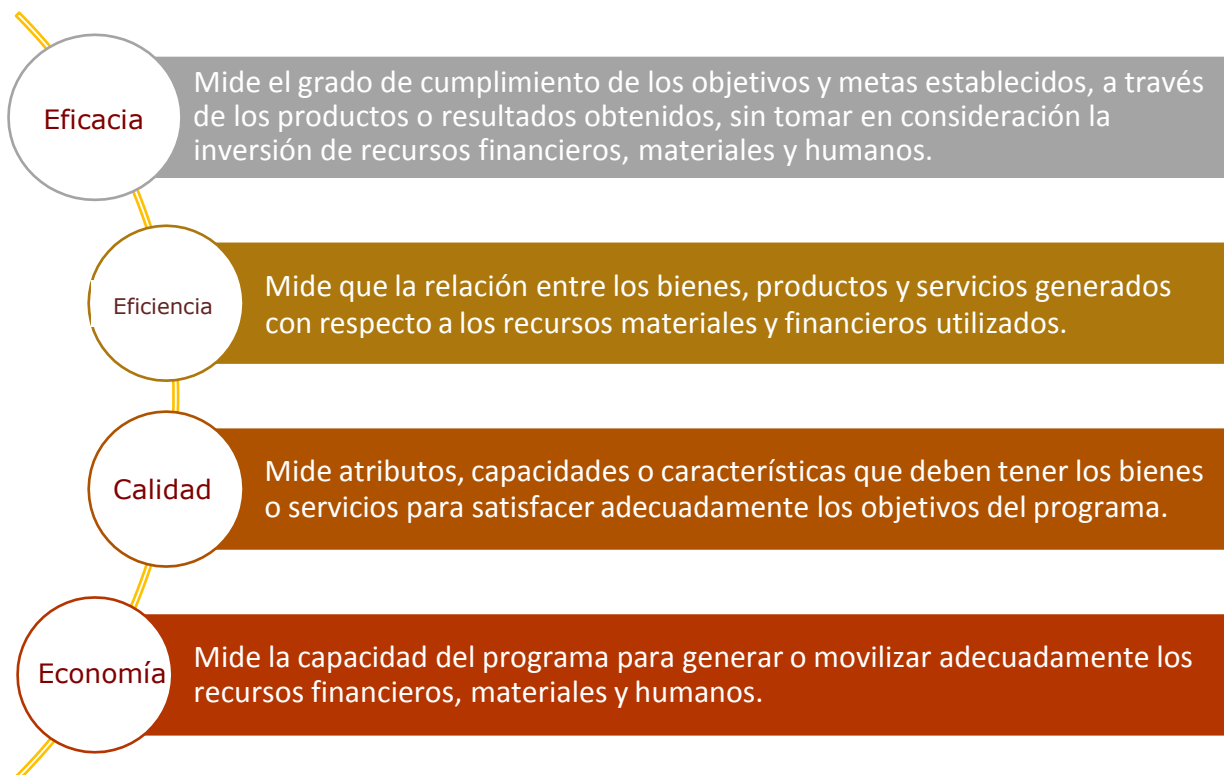 Eficacia
Mide el grado de cumplimiento de los objetivos y metas establecidos, a través
de los productos o resultados obtenidos, sin tomar en consideración la
inversión de recursos financieros, materiales y humanos.
Eficiencia
Mide que la relación entre los bienes, productos y servicios generados
con respecto a los recursos materiales y financieros utilizados.
Calidad
Mide atributos, capacidades o características que deben tener los bienes
o servicios para satisfacer adecuadamente los objetivos del programa.
Economía
Mide la capacidad del programa para generar o movilizar adecuadamente los
recursos financieros, materiales y humanos.